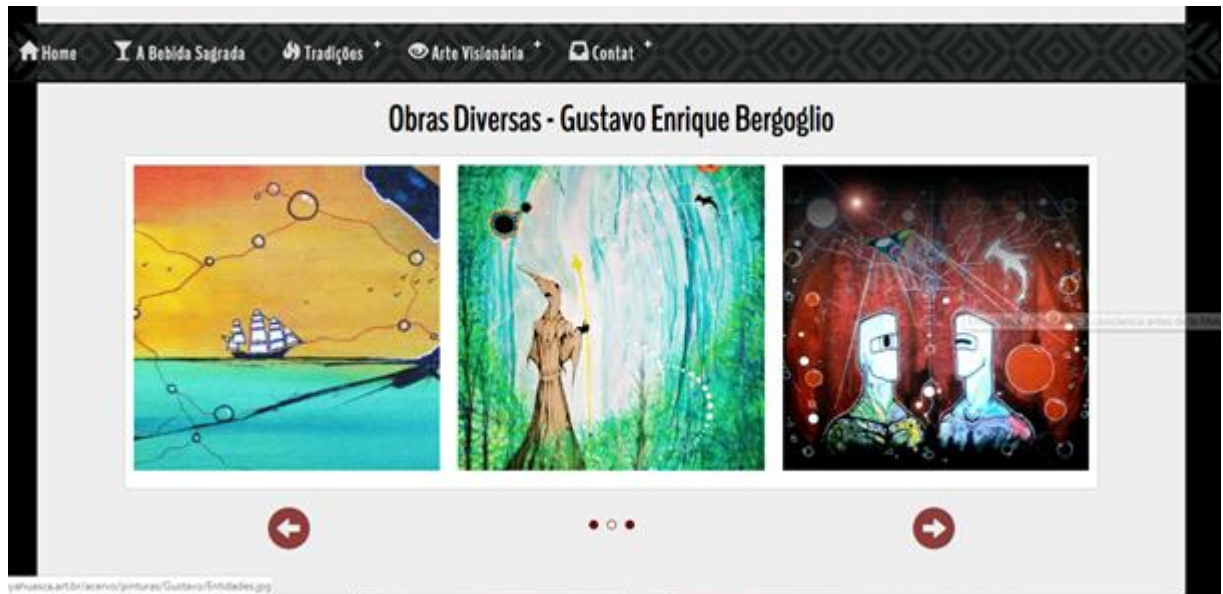 Home A Bebida Sagrada Tradições + Arte Visionária + Contat +
Obras Diversas - Gustavo Enrique Bergoglio
yahuasca.art.br/acervo/pinturas/Gustavo/Entidades.jpg